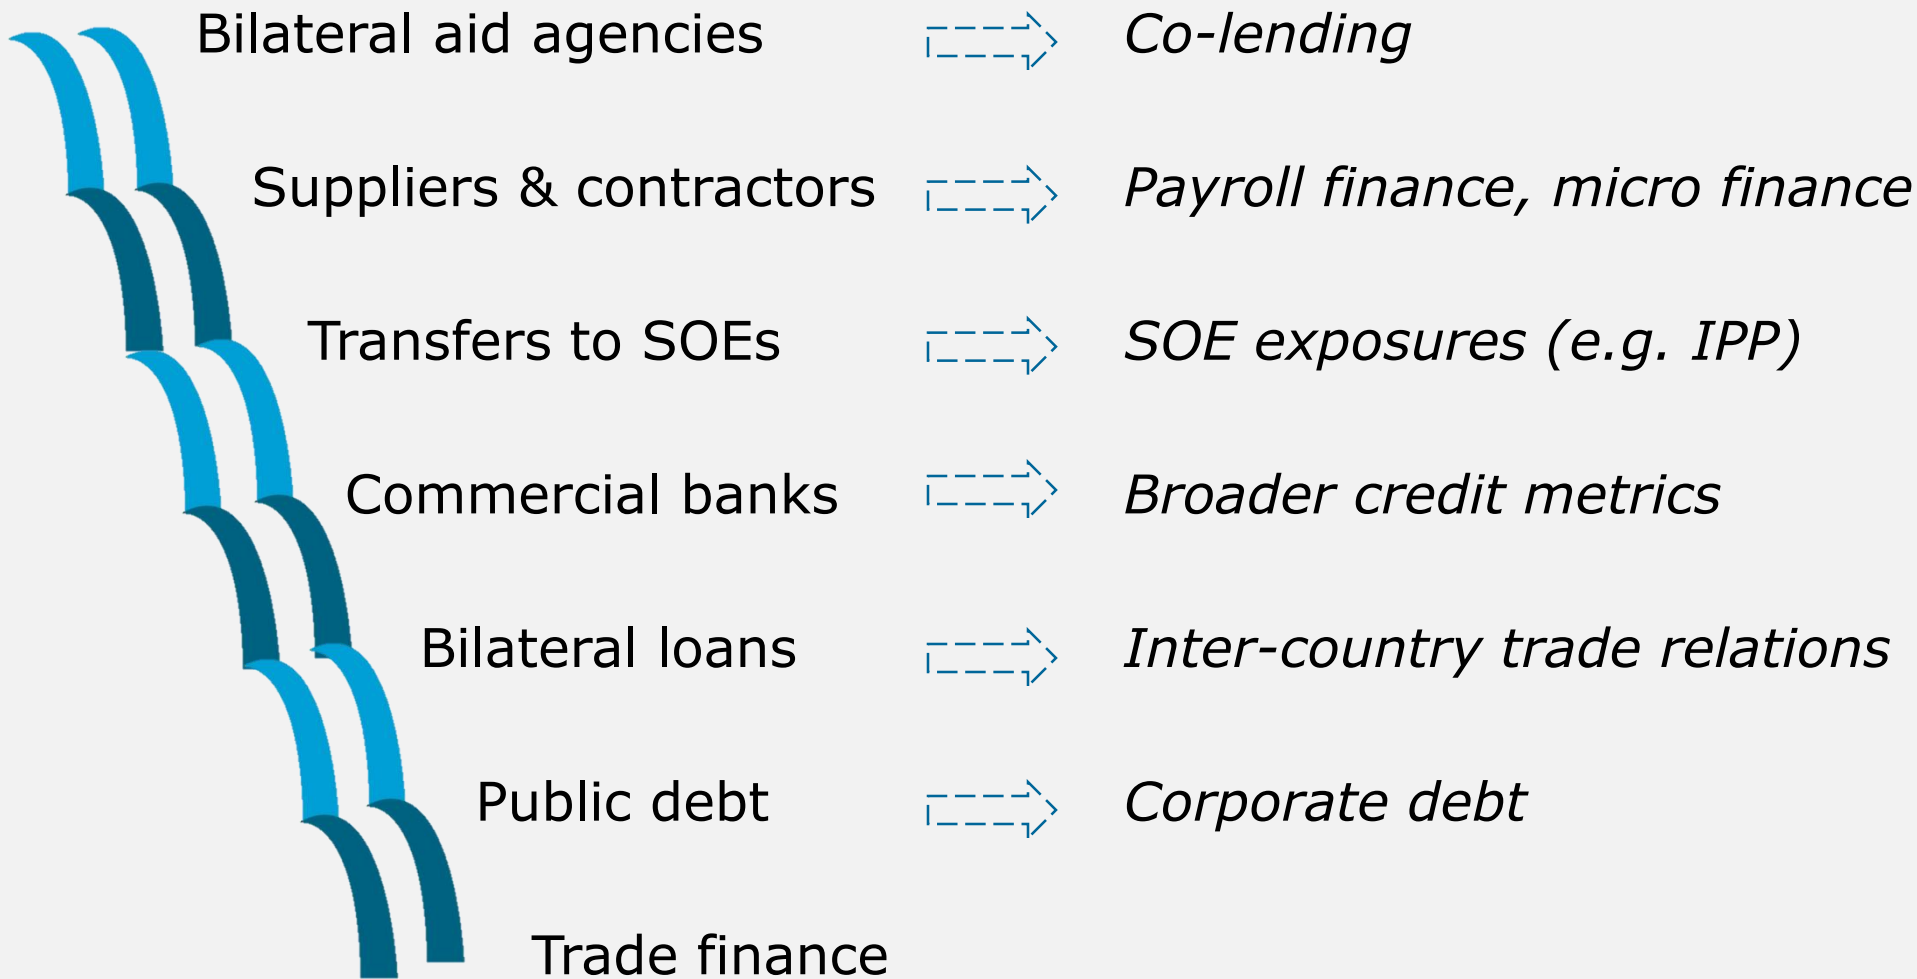 Bilateral aid agencies Co-lending
Suppliers & contractors Payroll finance, micro finance
Transfers to SOEs SOE exposures (e.g. IPP)
Commercial banks Broader credit metrics
Bilateral loans Inter-country trade relations
Public debt Corporate debt
Trade finance